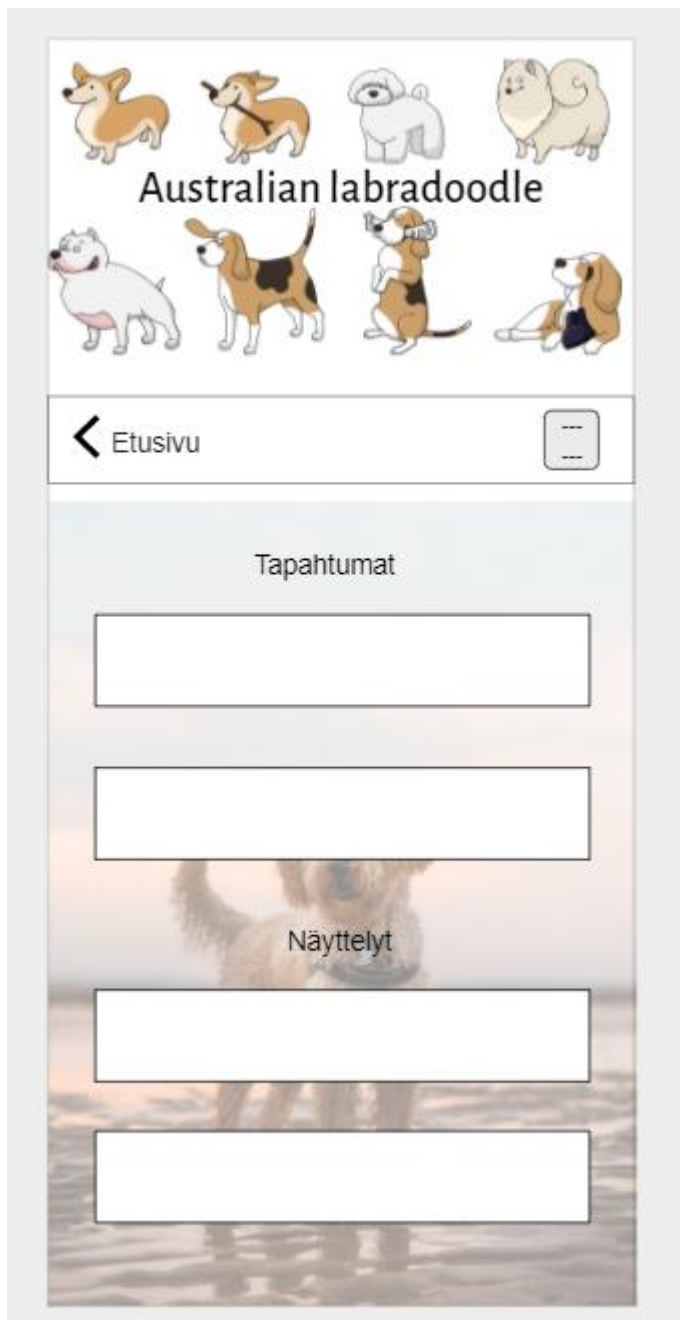 Australian labradoodle
Etusivu
---
---
Tapahtumat
Näyttelyt